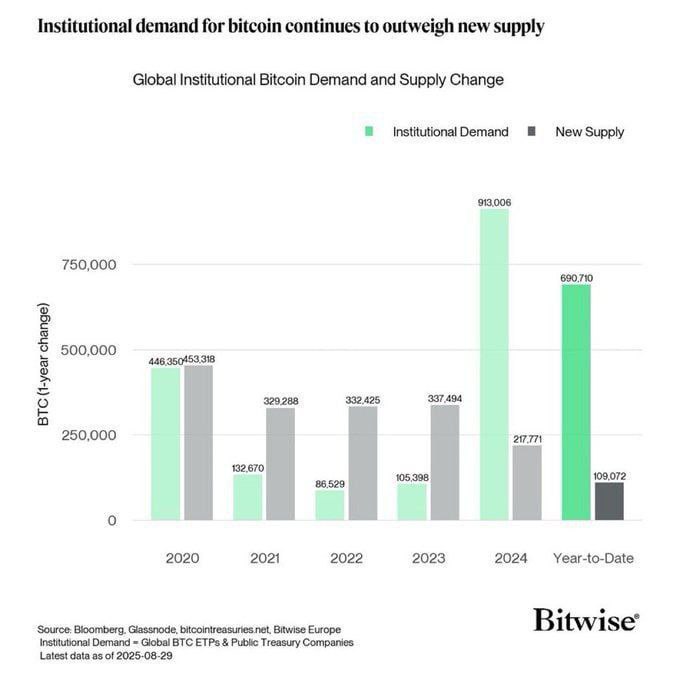 Institutional demand for bitcoin continues to outweigh new supply
Global Institutional Bitcoin Demand and Supply Change
Institutional Demand New Supply
913,006
750,000
690,710
BTC (1-year change)
500,000
446,350 453,318
329,288 332,425 337,494
250,000
217,771
132,670
86,529 105,398 109,072
0
2020 2021 2022 2023 2024 Year-to-Date
Bitwise®
Source: Bloomberg, Glassnode, bitcointreasuries.net, Bitwise Europe
Institutional Demand = Global BTC ETPs & Public Treasury Companies
Latest data as of 2025-08-29